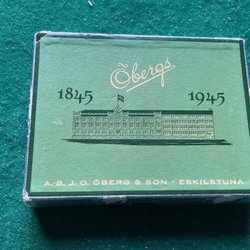 Öbergs
1845 1945
A.-B. J. O. ÖBERG & SON - ESKILSTUNA